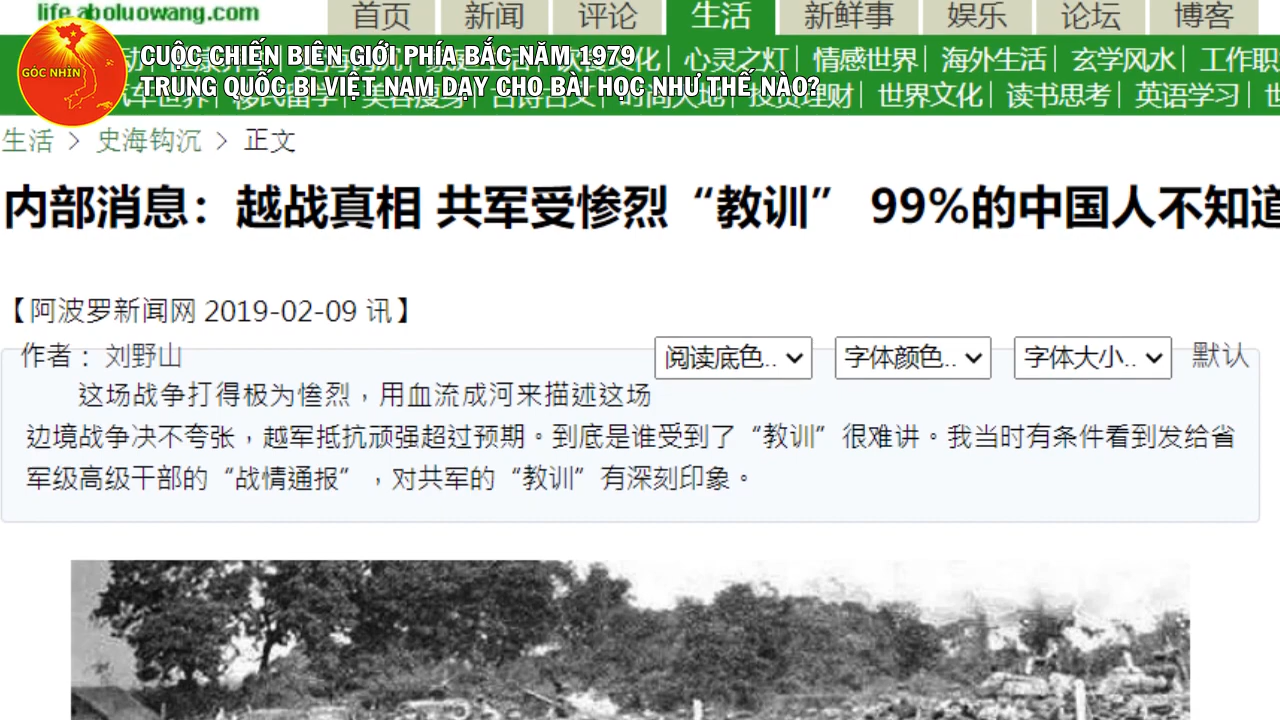 life.aboluowang.com
首页 新闻 评论 生活 新鲜事 娱乐 论坛 博客
心灵之灯| 情感世界| 海外生活| 玄学风水| 工作职
世界文化| 读书思考| 英语学习|
GÓC NHÌN
CUỘC CHIẾN BIÊN GIỚI PHÍA BẮC NĂM 1979
TRUNG QUỐC BỊ VIỆT NAM DẠY CHO BÀI HỌC NHƯ THẾ NÀO?
生活 > 史海钩沉 > 正文
内部消息：越战真相 共军受惨烈“教训” 99%的中国人不知道
【阿波罗新闻网 2019-02-09 讯】
作者： 刘野山
阅读底色.. 字体颜色.. 字体大小.. 默认
这场战争打得极为惨烈，用血流成河来描述这场
边境战争决不夸张，越军抵抗顽强超过预期。到底是谁受到了“教训”很难讲。我当时有条件看到发给省
军级高级干部的“战情通报”，对共军的“教训”有深刻印象。